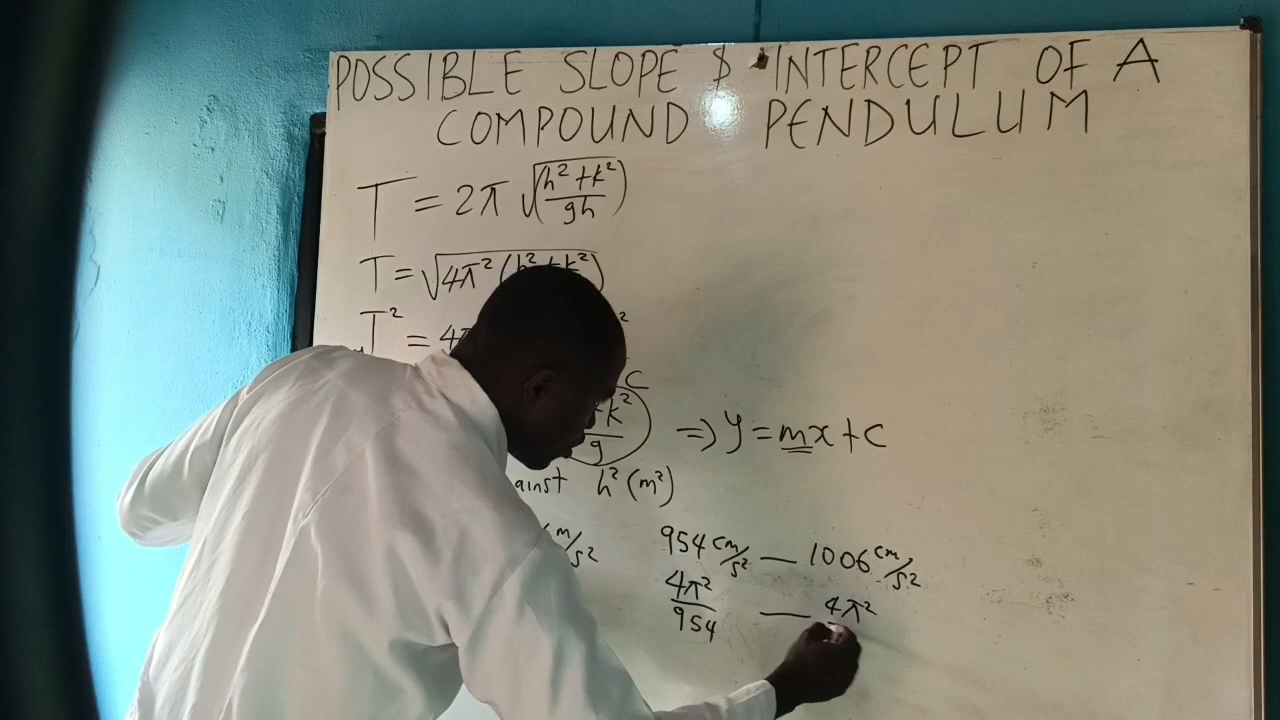 POSSIBLE SLOPE $ INTERCEPT OF A
COMPOUND PENDULUM
T = 2π √(h²+k²/gh)
T = √4π²(h²+k²)
T² = 4π ²
C
+k²/g ⇒ y = mx + c
ainst h² (m²)
m/s² 954 cm/s² — 1006 cm/s²
4π²/954 — 4π²